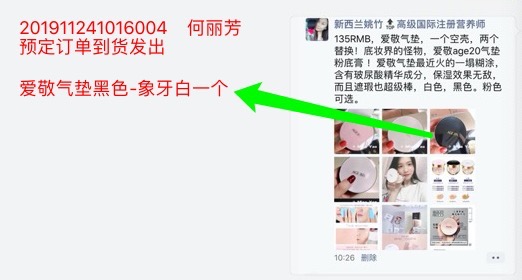 201911241016004 何丽芳
预定订单到货发出
爱敬气垫黑色-象牙白一个
新西兰姚竹 高级国际注册营养师
135RMB，爱敬气垫，一个空壳，两个
替换！底妆界的怪物，爱敬age20气垫
粉底膏！爱敬气垫最近火的一塌糊涂，
含有玻尿酸精华成分，保湿效果无敌，
而且遮瑕也超级棒，白色，黑色。粉色
可选。
10:26 删除